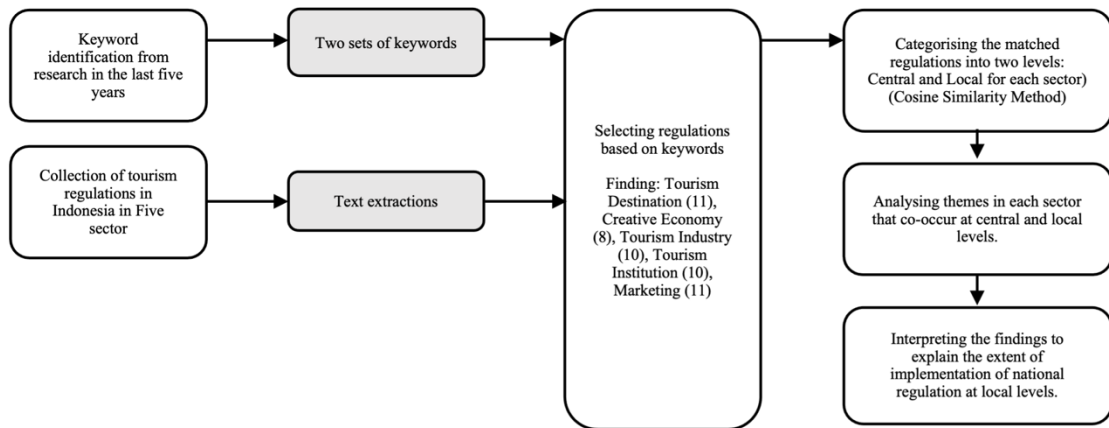 Keyword
identification from
research in the last five
years
Two sets of keywords
Collection of tourism
regulations in
Indonesia in Five
sector
Text extractions
Selecting regulations
based on keywords
Finding: Tourism
Destination (11),
Creative Economy
(8), Tourism Industry
(10), Tourism
Institution (10),
Marketing (11)
Categorising the matched
regulations into two levels:
Central and Local for each sector)
(Cosine Similarity Method)
Analysing themes in each sector
that co-occur at central and local
levels.
Interpreting the findings to
explain the extent of
implementation of national
regulation at local levels.